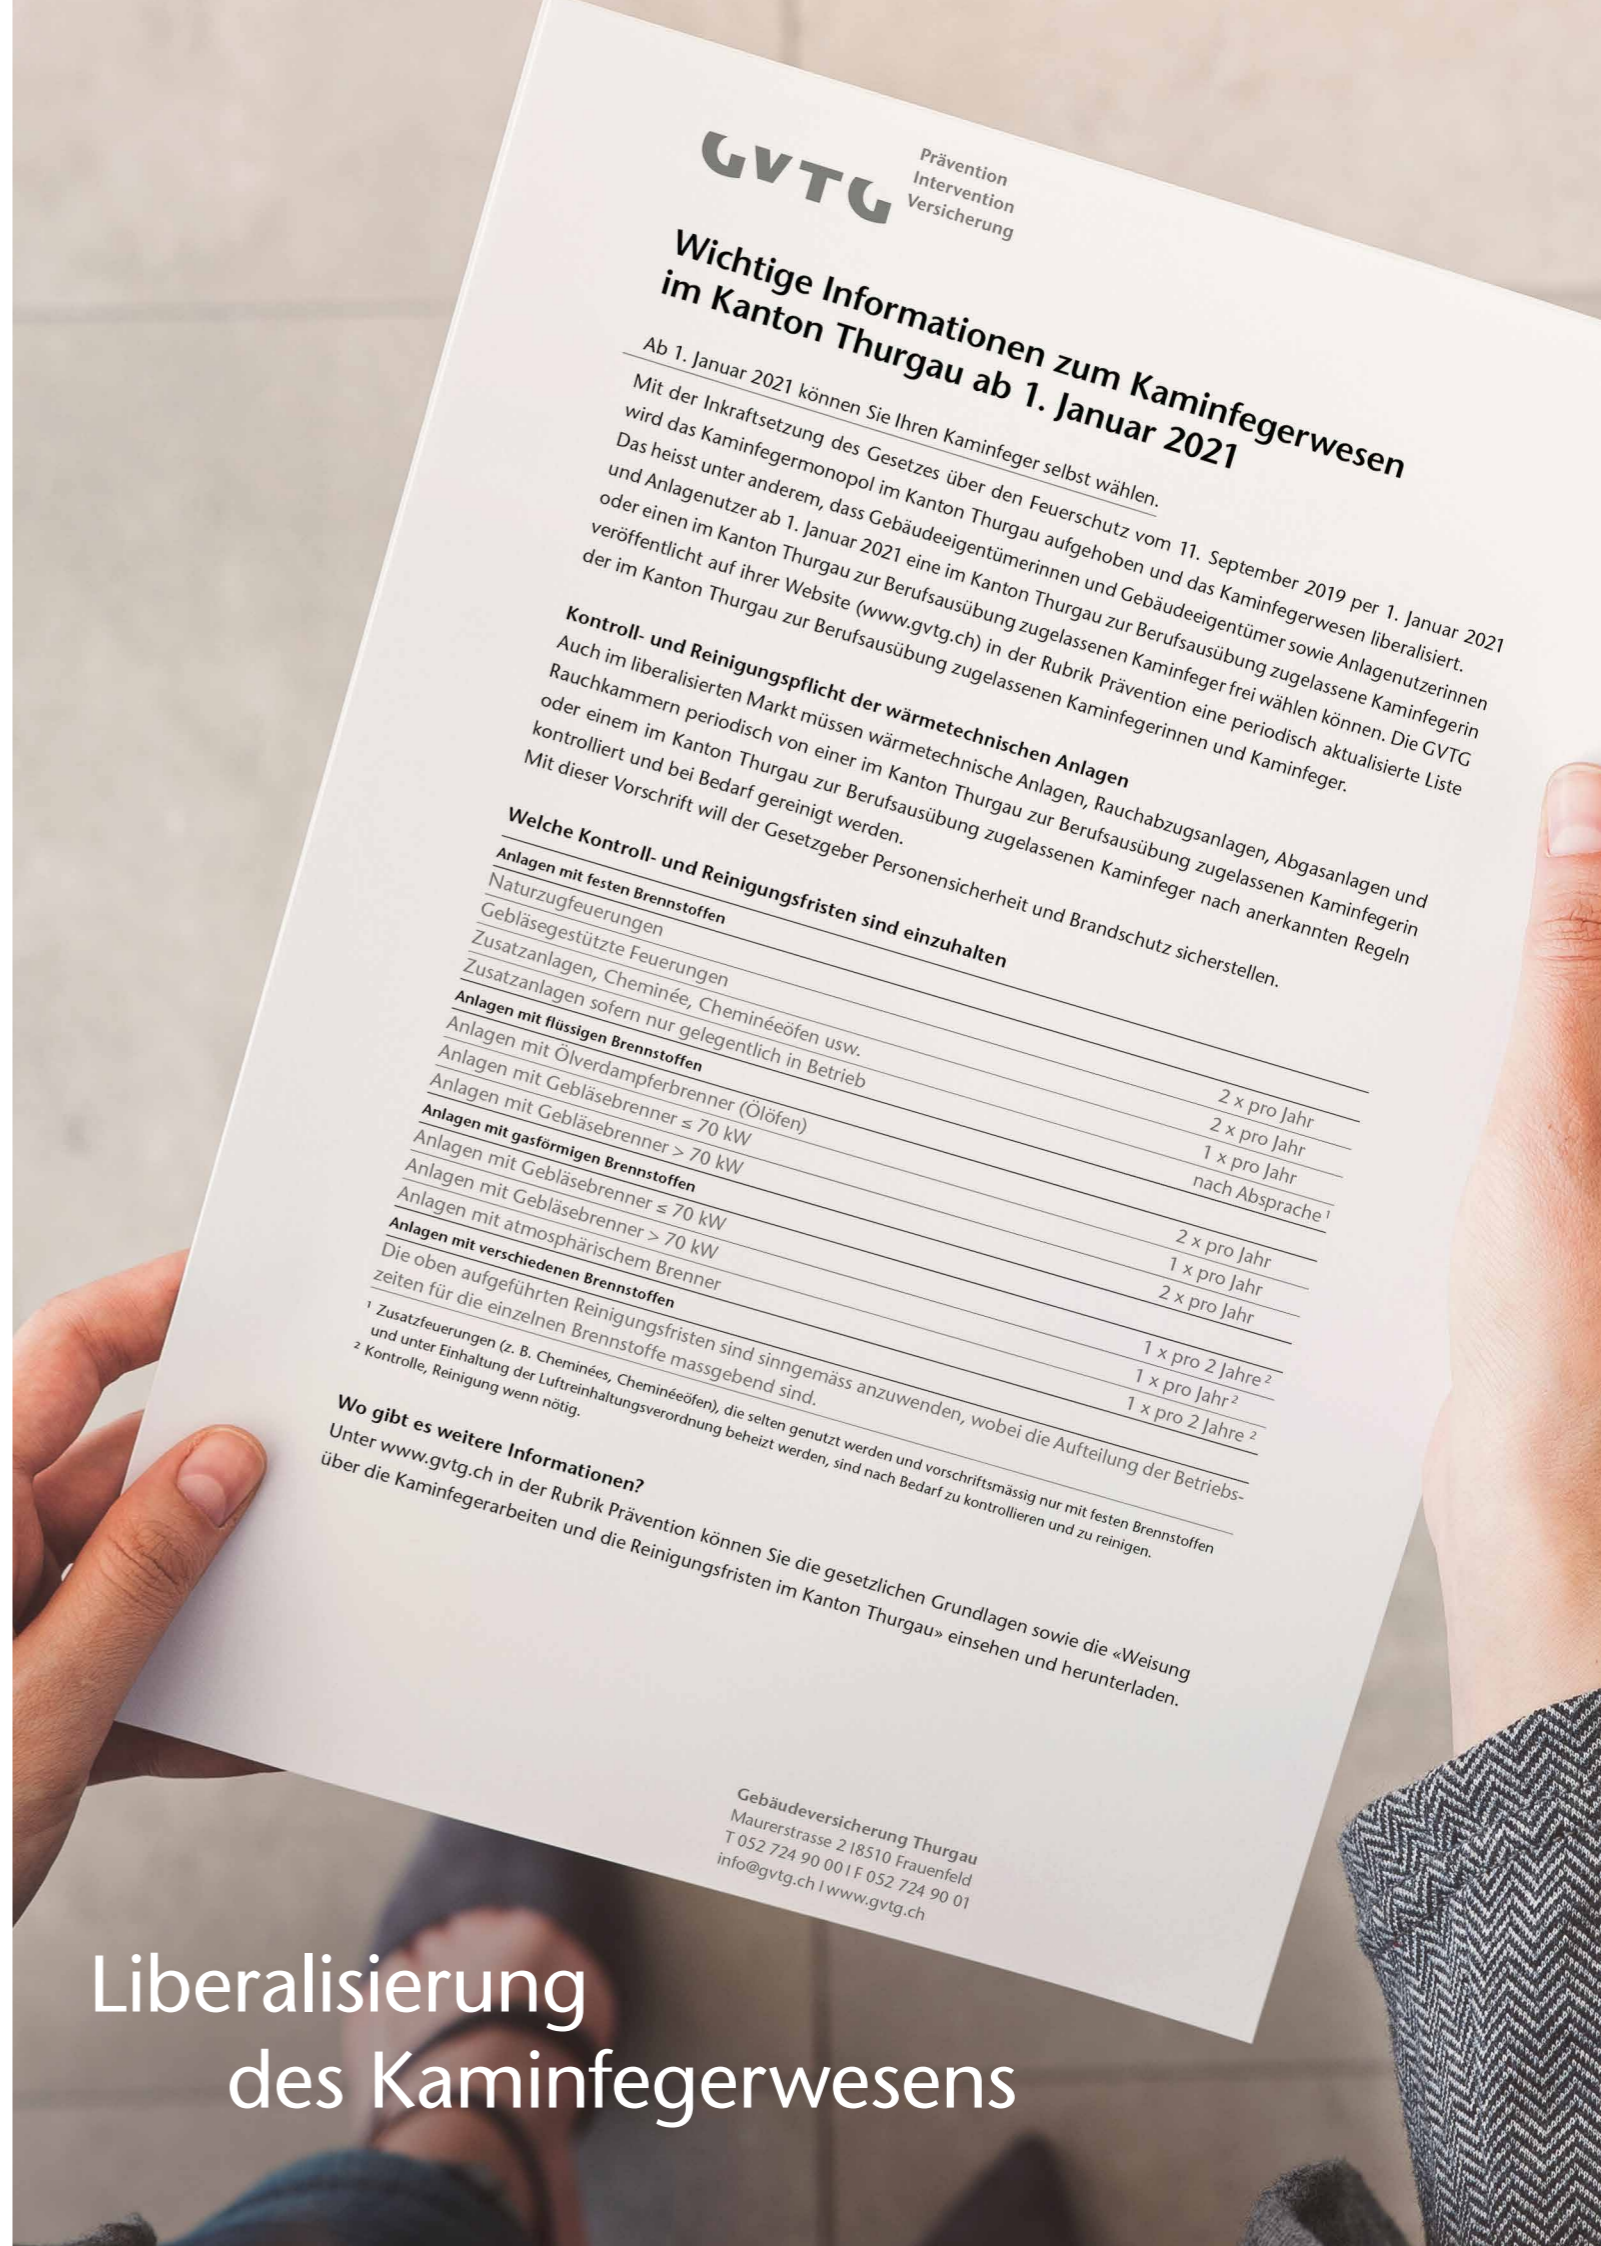 GVTG
Prävention
Intervention
Versicherung
Wichtige Informationen zum Kaminfegerwesen
im Kanton Thurgau ab 1. Januar 2021
Ab 1. Januar 2021 können Sie Ihren Kaminfeger selbst wählen.
Mit der Inkraftsetzung des Gesetzes über den Feuerschutz vom 11. September 2019 per 1. Januar 2021
wird das Kaminfegermonopol im Kanton Thurgau aufgehoben und das Kaminfegerwesen liberalisiert.
Das heisst unter anderem, dass Gebäudeeigentümerinnen und Gebäudeeigentümer sowie Anlagenutzerinnen
und Anlagenutzer ab 1. Januar 2021 eine im Kanton Thurgau zur Berufsausübung zugelassene Kaminfegerin
oder einen im Kanton Thurgau zur Berufsausübung zugelassenen Kaminfeger frei wählen können. Die GVTG
veröffentlicht auf ihrer Website (www.gvtg.ch) in der Rubrik Prävention eine periodisch aktualisierte Liste
der im Kanton Thurgau zur Berufsausübung zugelassenen Kaminfegerinnen und Kaminfeger.
Kontroll- und Reinigungspflicht der wärmetechnischen Anlagen
Auch im liberalisierten Markt müssen wärmetechnische Anlagen, Rauchabzugsanlagen, Abgasanlagen und
Rauchkammern periodisch von einer im Kanton Thurgau zur Berufsausübung zugelassenen Kaminfegerin
oder einem im Kanton Thurgau zur Berufsausübung zugelassenen Kaminfeger nach anerkannten Regeln
kontrolliert und bei Bedarf gereinigt werden.
Mit dieser Vorschrift will der Gesetzgeber Personensicherheit und Brandschutz sicherstellen.
Welche Kontroll- und Reinigungsfristen sind einzuhalten
Anlagen mit festen Brennstoffen
Naturzugfeuerungen 2 x pro Jahr
Gebläsegestützte Feuerungen 2 x pro Jahr
Zusatzanlagen, Cheminée, Cheminéeöfen usw. 1 x pro Jahr
Zusatzanlagen sofern nur gelegentlich in Betrieb nach Absprache ¹
Anlagen mit flüssigen Brennstoffen
Anlagen mit Ölverdampferbrenner (Ölöfen) 2 x pro Jahr
Anlagen mit Gebläsebrenner ≤ 70 kW 1 x pro Jahr
Anlagen mit Gebläsebrenner > 70 kW 2 x pro Jahr
Anlagen mit gasförmigen Brennstoffen
Anlagen mit Gebläsebrenner ≤ 70 kW 1 x pro 2 Jahre ²
Anlagen mit Gebläsebrenner > 70 kW 1 x pro Jahr ²
Anlagen mit atmosphärischem Brenner 1 x pro 2 Jahre ²
Anlagen mit verschiedenen Brennstoffen
Die oben aufgeführten Reinigungsfristen sind sinngemäss anzuwenden, wobei die Aufteilung der Betriebs-
zeiten für die einzelnen Brennstoffe massgebend sind.
¹ Zusatzfeuerungen (z. B. Cheminées, Cheminéeöfen), die selten genutzt werden und vorschriftsmässig nur mit festen Brennstoffen
und unter Einhaltung der Luftreinhaltungsverordnung beheizt werden, sind nach Bedarf zu kontrollieren und zu reinigen.
² Kontrolle, Reinigung wenn nötig.
Wo gibt es weitere Informationen?
Unter www.gvtg.ch in der Rubrik Prävention können Sie die gesetzlichen Grundlagen sowie die «Weisung
über die Kaminfegerarbeiten und die Reinigungsfristen im Kanton Thurgau» einsehen und herunterladen.
Gebäudeversicherung Thurgau
Maurerstrasse 2 I 8510 Frauenfeld
T 052 724 90 00 I F 052 724 90 01
info@gvtg.ch I www.gvtg.ch
Liberalisierung
des Kaminfegerwesens